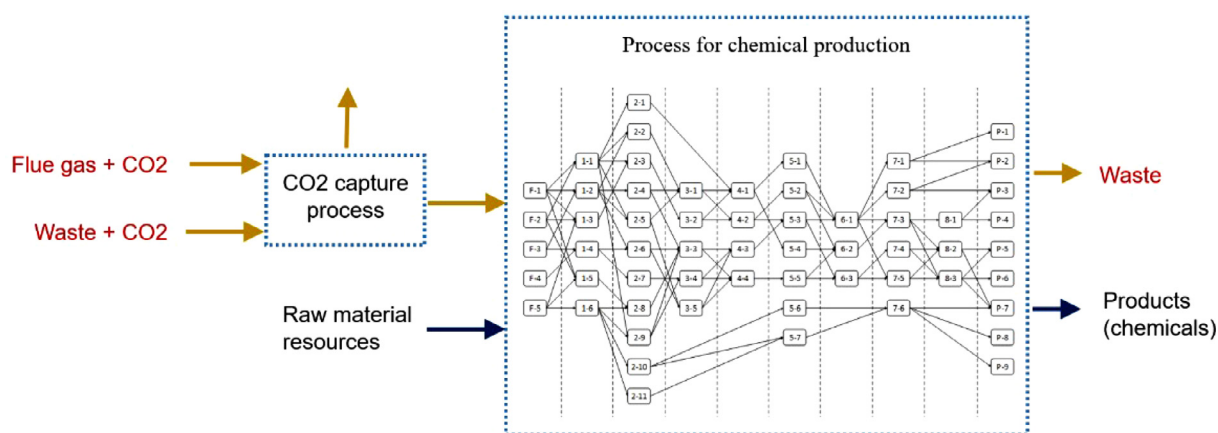 Process for chemical production
Flue gas + CO2
Waste + CO2
CO2 capture
process
Raw material
resources
2-1
2-2 P-1
1-1 2-3 5-1 7-1 P-2
F-1 1-2 2-4 3-1 4-1 5-2 7-2 P-3
F-2 1-3 2-5 3-2 4-2 5-3 6-1 7-3 8-1 P-4
F-3 1-4 2-6 3-3 4-3 5-4 6-2 7-4 8-2 P-5
F-4 1-5 2-7 3-4 4-4 5-5 6-3 7-5 8-3 P-6
F-5 1-6 2-8 3-5 5-6 7-6 P-7
2-9 5-7 P-8
2-10 P-9
2-11
Waste
Products
(chemicals)